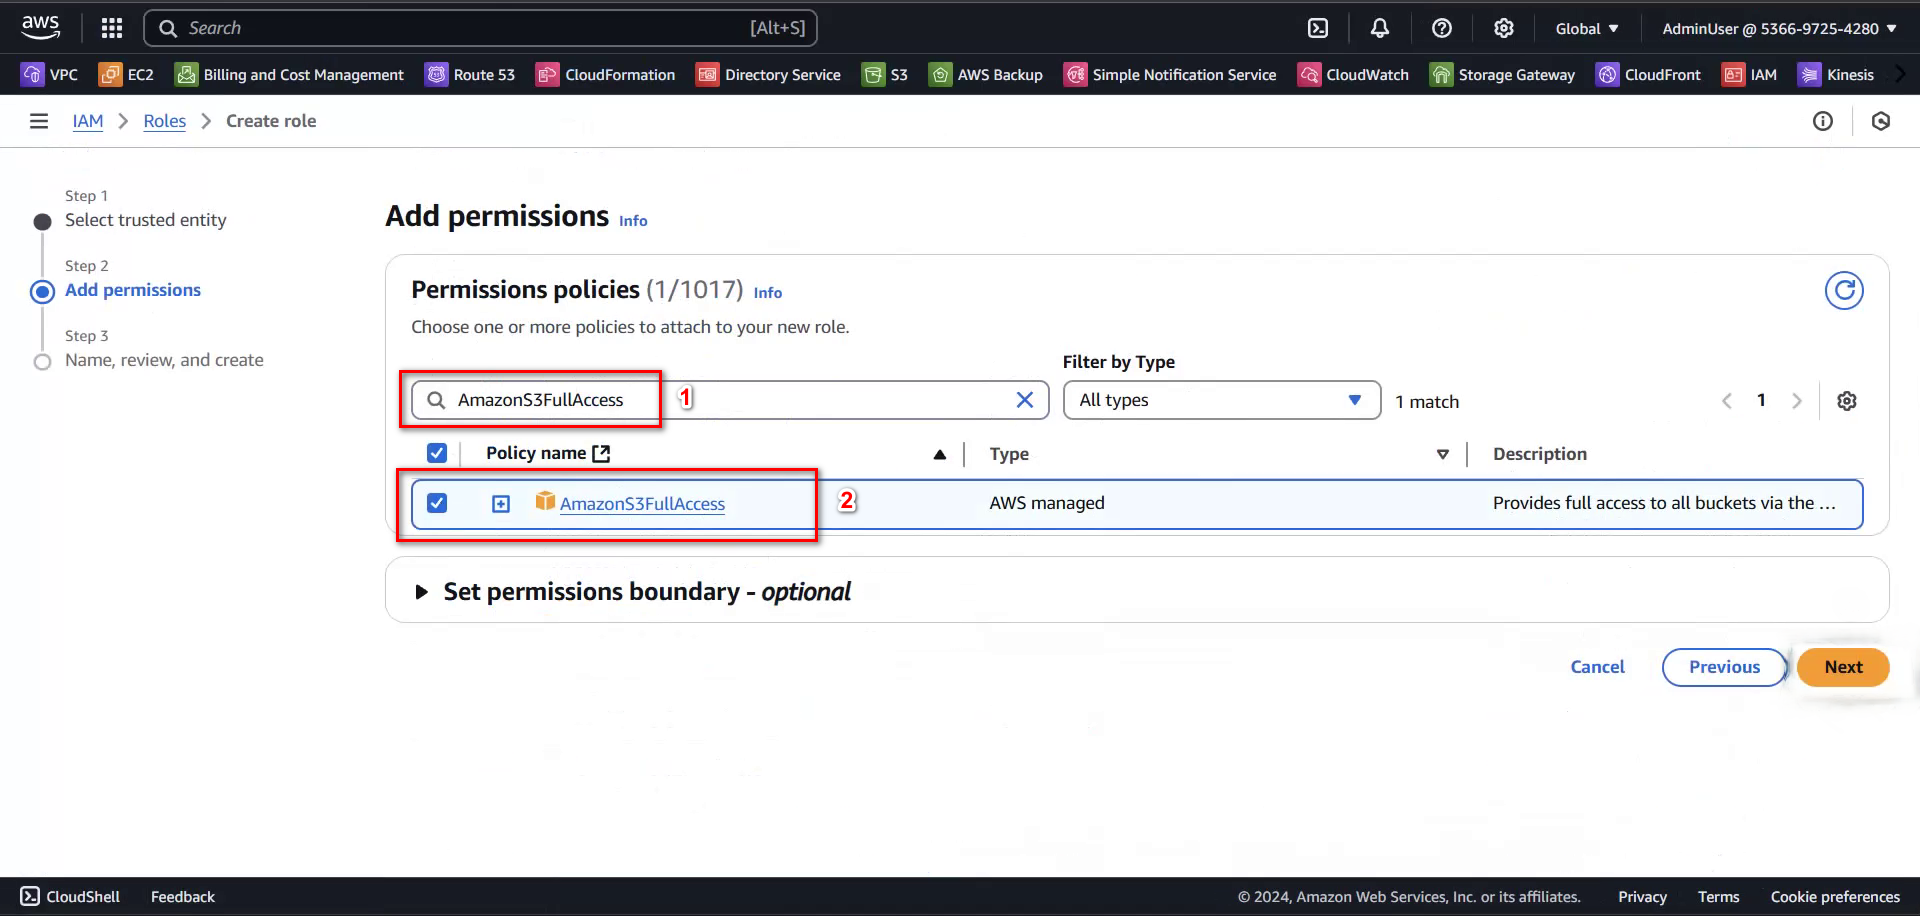 aws
Search [Alt+S] Global AdminUser @ 5366-9725-4280
VPC EC2 Billing and Cost Management Route 53 CloudFormation Directory Service S3 AWS Backup Simple Notification Service CloudWatch Storage Gateway CloudFront IAM Kinesis
IAM Roles Create role
Step 1
Select trusted entity
Step 2
Add permissions
Step 3
Name, review, and create
Add permissions Info
Permissions policies (1/1017) Info
Choose one or more policies to attach to your new role.
Filter by Type
AmazonS3FullAccess 1 All types 1 match 1
Policy name Type Description
AmazonS3FullAccess 2 AWS managed Provides full access to all buckets via the ...
Set permissions boundary - optional
Cancel Previous Next
CloudShell Feedback © 2024, Amazon Web Services, Inc. or its affiliates. Privacy Terms Cookie preferences